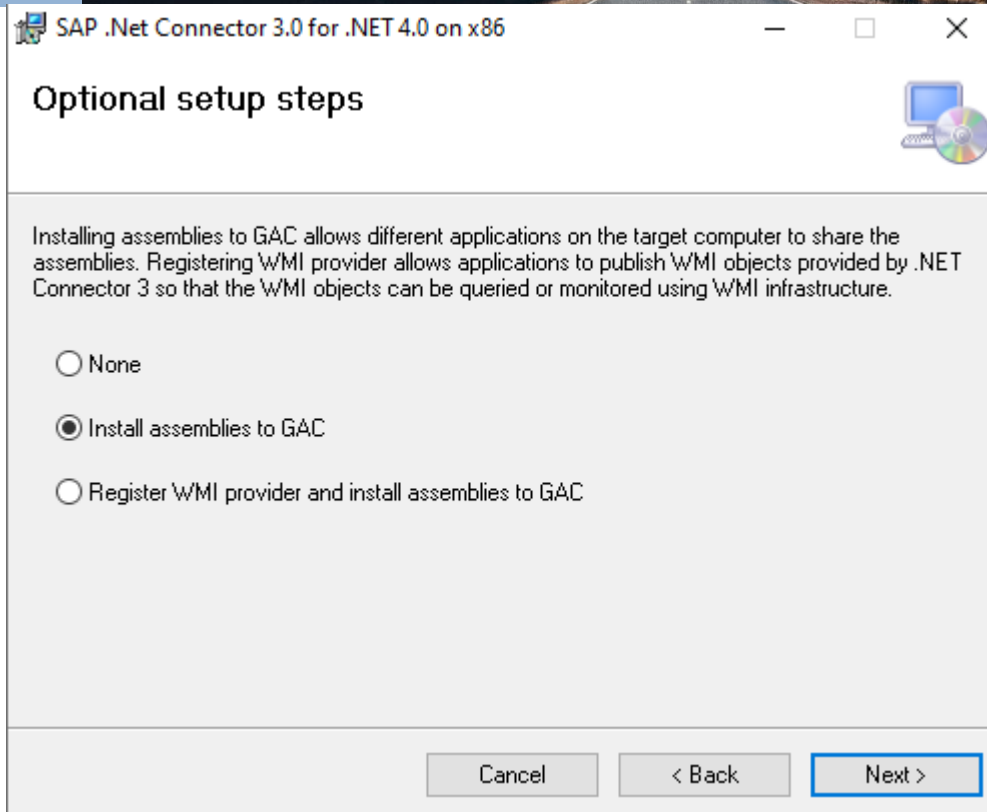 SAP .Net Connector 3.0 for .NET 4.0 on x86
Optional setup steps
Installing assemblies to GAC allows different applications on the target computer to share the
assemblies. Registering WMI provider allows applications to publish WMI objects provided by .NET
Connector 3 so that the WMI objects can be queried or monitored using WMI infrastructure.
None
Install assemblies to GAC
Register WMI provider and install assemblies to GAC
Cancel
< Back
Next >